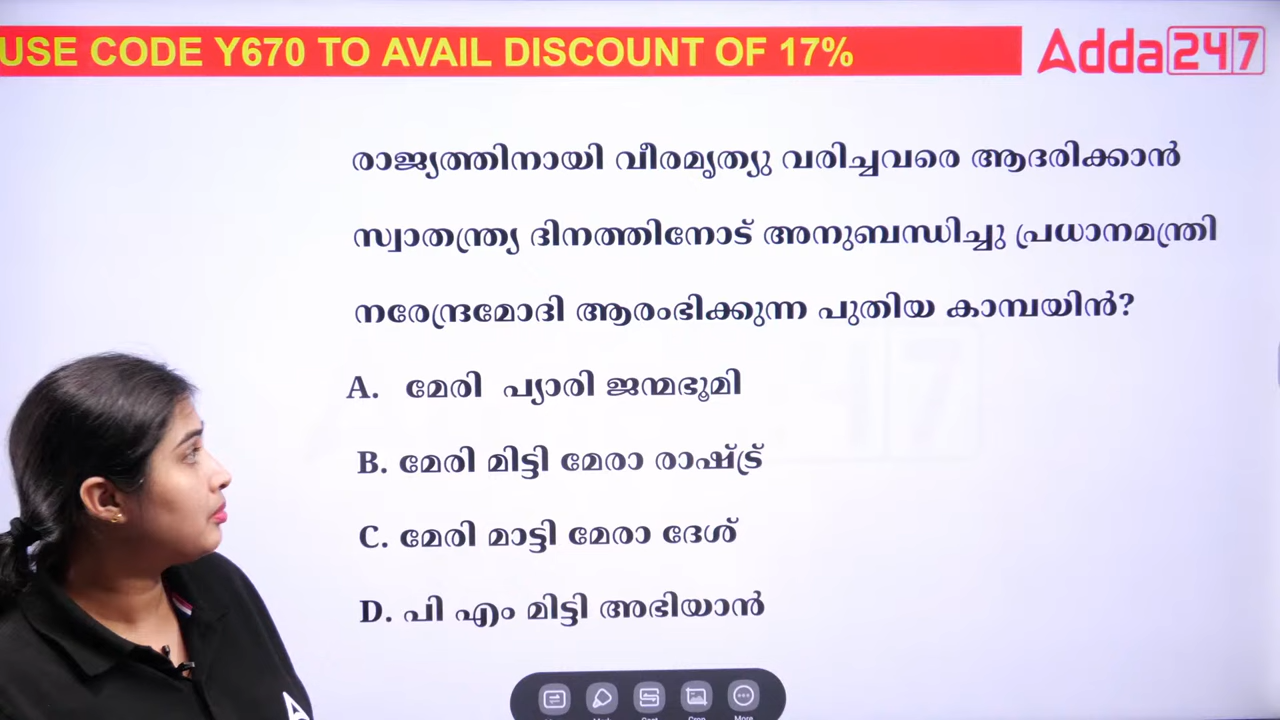 USE CODE Y670 TO AVAIL DISCOUNT OF 17%
Adda247
രാജ്യത്തിനായി വീരമൃത്യു വരിച്ചവരെ ആദരിക്കാൻ
സ്വാതന്ത്ര്യ ദിനത്തിനോട് അനുബന്ധിച്ചു പ്രധാനമന്ത്രി
നരേന്ദ്രമോദി ആരംഭിക്കുന്ന പുതിയ കാമ്പയിൻ?
A. മേരി പ്യാരി ജന്മഭൂമി
B. മേരി മിട്ടി മേരാ രാഷ്ട്ര്
C. മേരി മാട്ടി മേരാ ദേശ്
D. പി എം മിട്ടി അഭിയാൻ
More